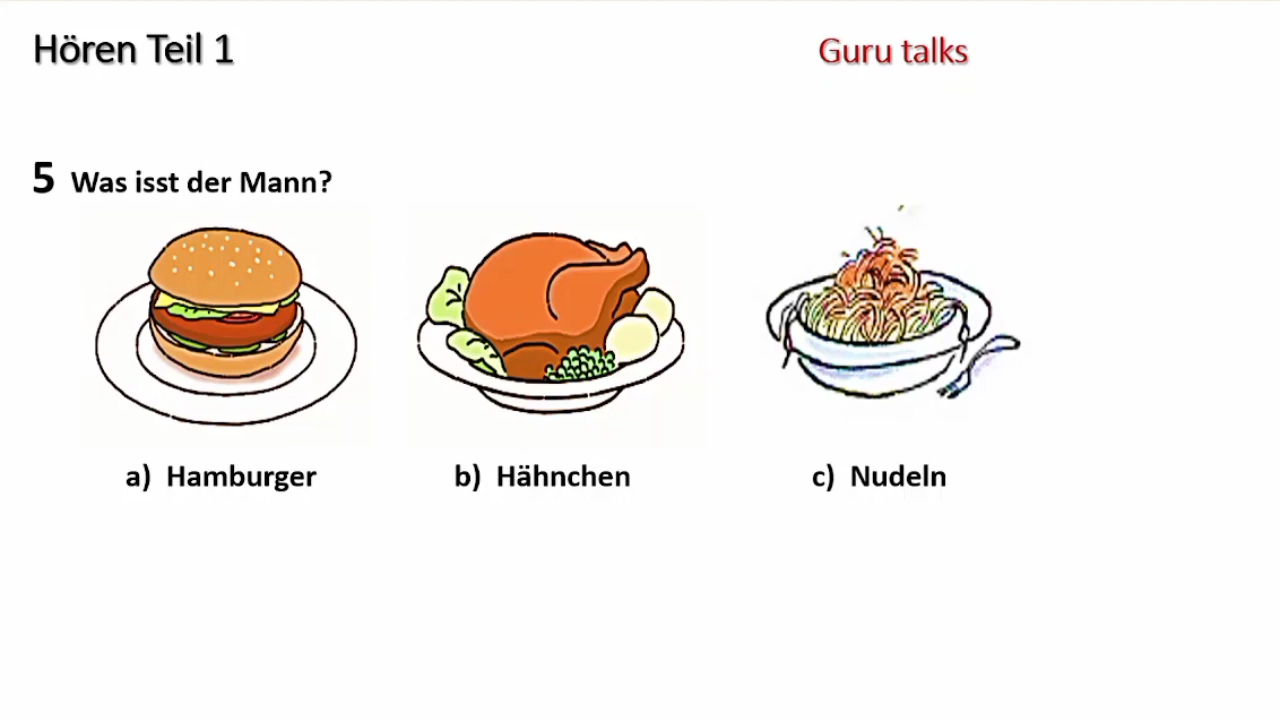 Hören Teil 1
Guru talks
5 Was isst der Mann?
a) Hamburger
b) Hähnchen
c) Nudeln